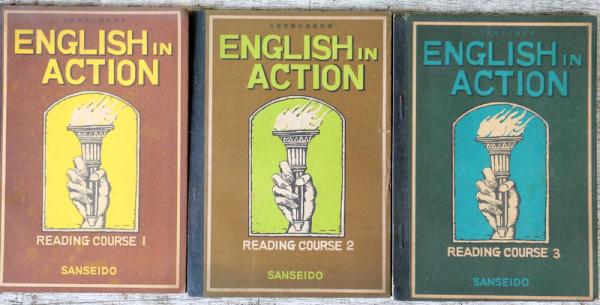 ENGLISH IN
ACTION
READING COURSE 1
SANSEIDO
ENGLISH IN
ACTION
READING COURSE 2
SANSEIDO
ENGLISH IN
ACTION
READING COURSE 3
SANSEIDO